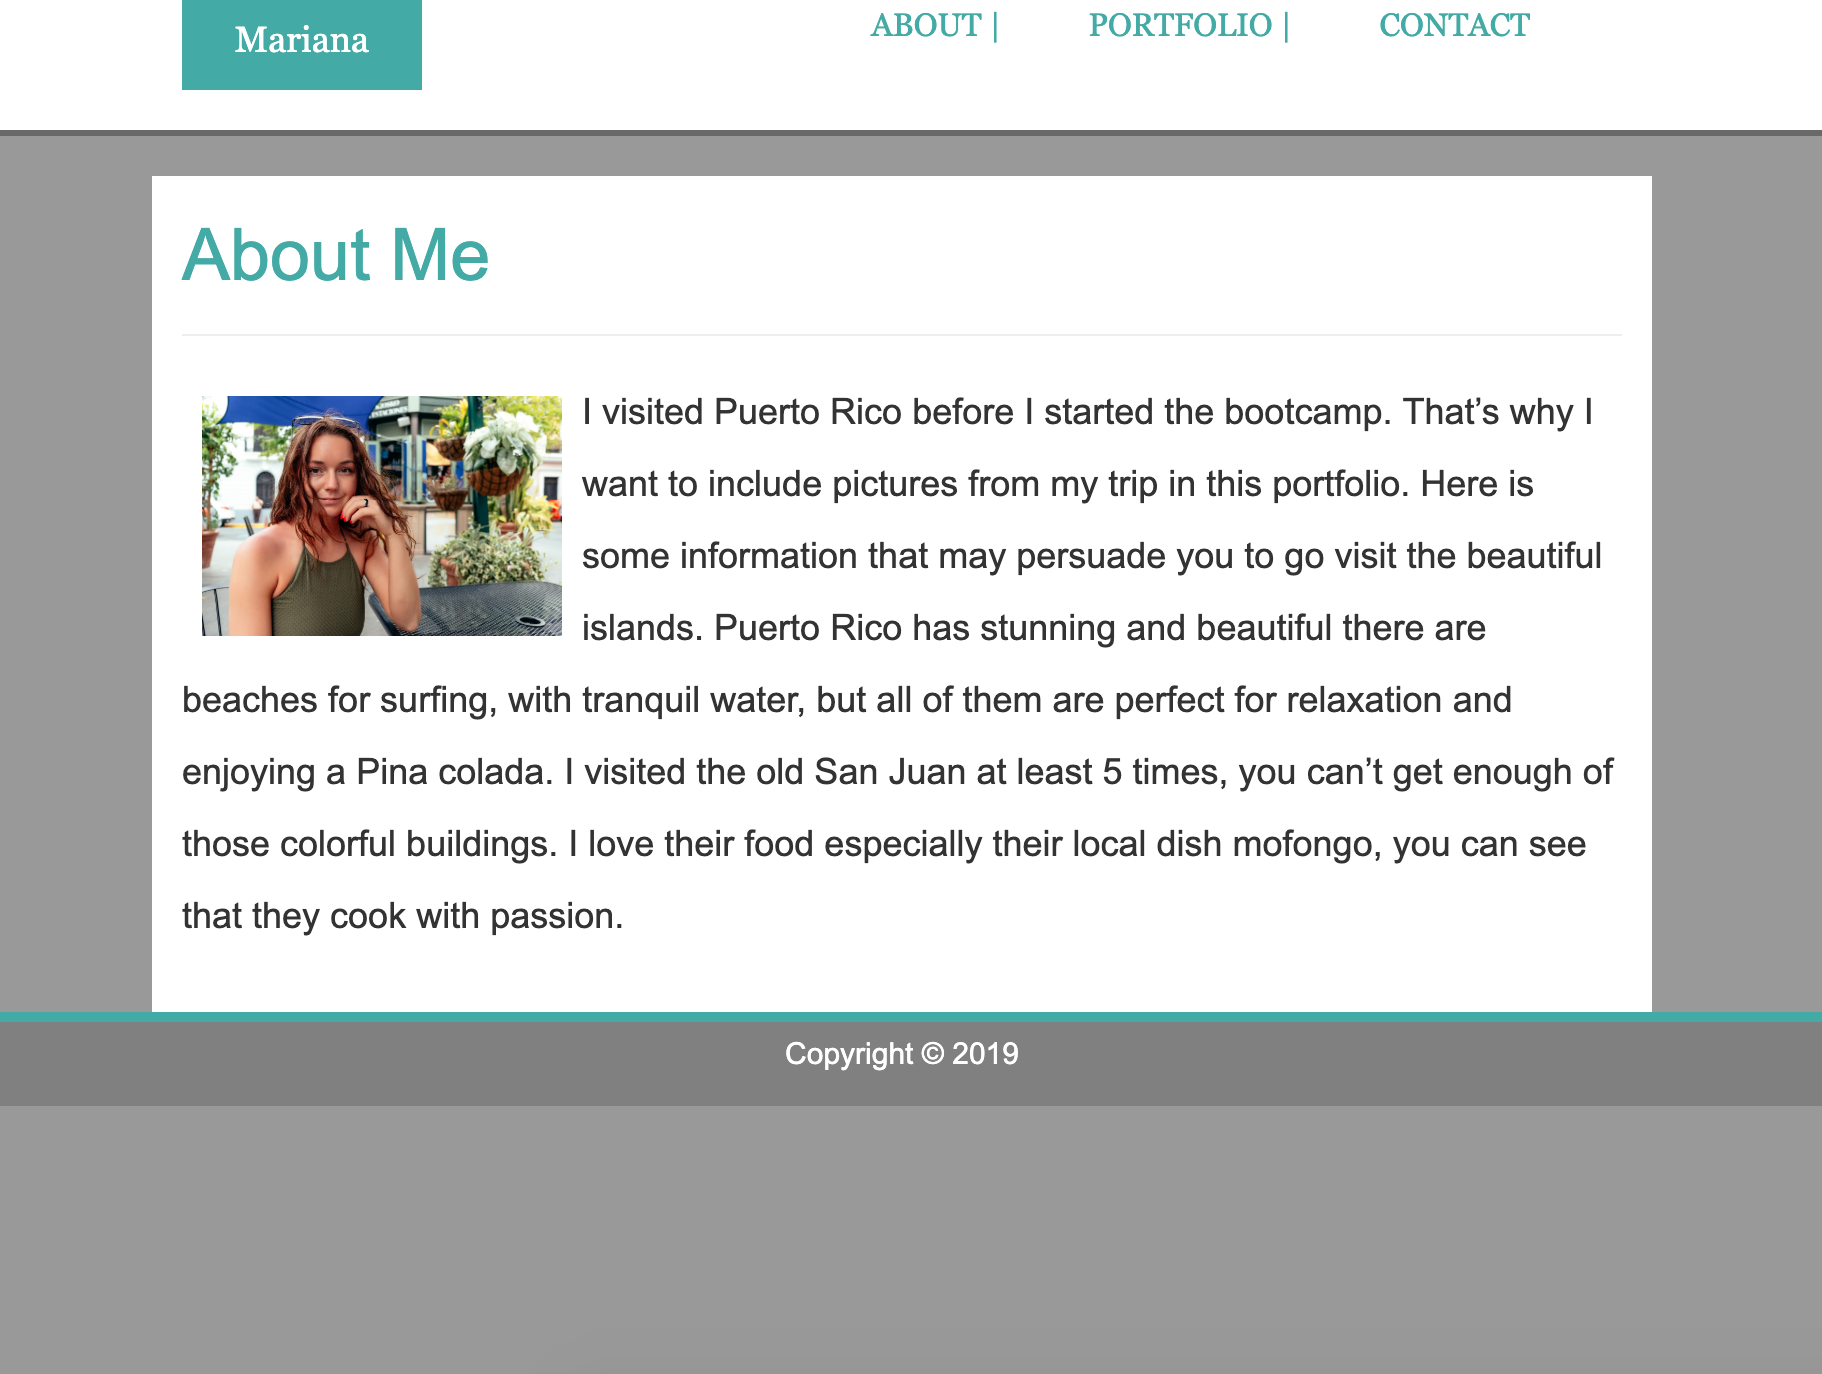 Mariana
ABOUT |
PORTFOLIO |
CONTACT
About Me
I visited Puerto Rico before I started the bootcamp. That’s why I
want to include pictures from my trip in this portfolio. Here is
some information that may persuade you to go visit the beautiful
islands. Puerto Rico has stunning and beautiful there are
beaches for surfing, with tranquil water, but all of them are perfect for relaxation and
enjoying a Pina colada. I visited the old San Juan at least 5 times, you can’t get enough of
those colorful buildings. I love their food especially their local dish mofongo, you can see
that they cook with passion.
Copyright © 2019